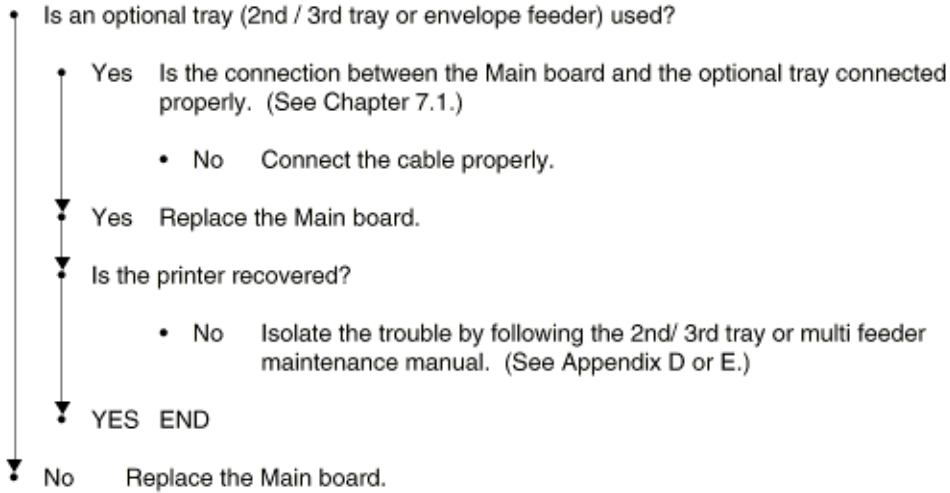 • Is an optional tray (2nd / 3rd tray or envelope feeder) used?
• Yes Is the connection between the Main board and the optional tray connected
properly. (See Chapter 7.1.)
• No Connect the cable properly.
• Yes Replace the Main board.
• Is the printer recovered?
• No Isolate the trouble by following the 2nd/ 3rd tray or multi feeder
maintenance manual. (See Appendix D or E.)
• YES END
• No Replace the Main board.